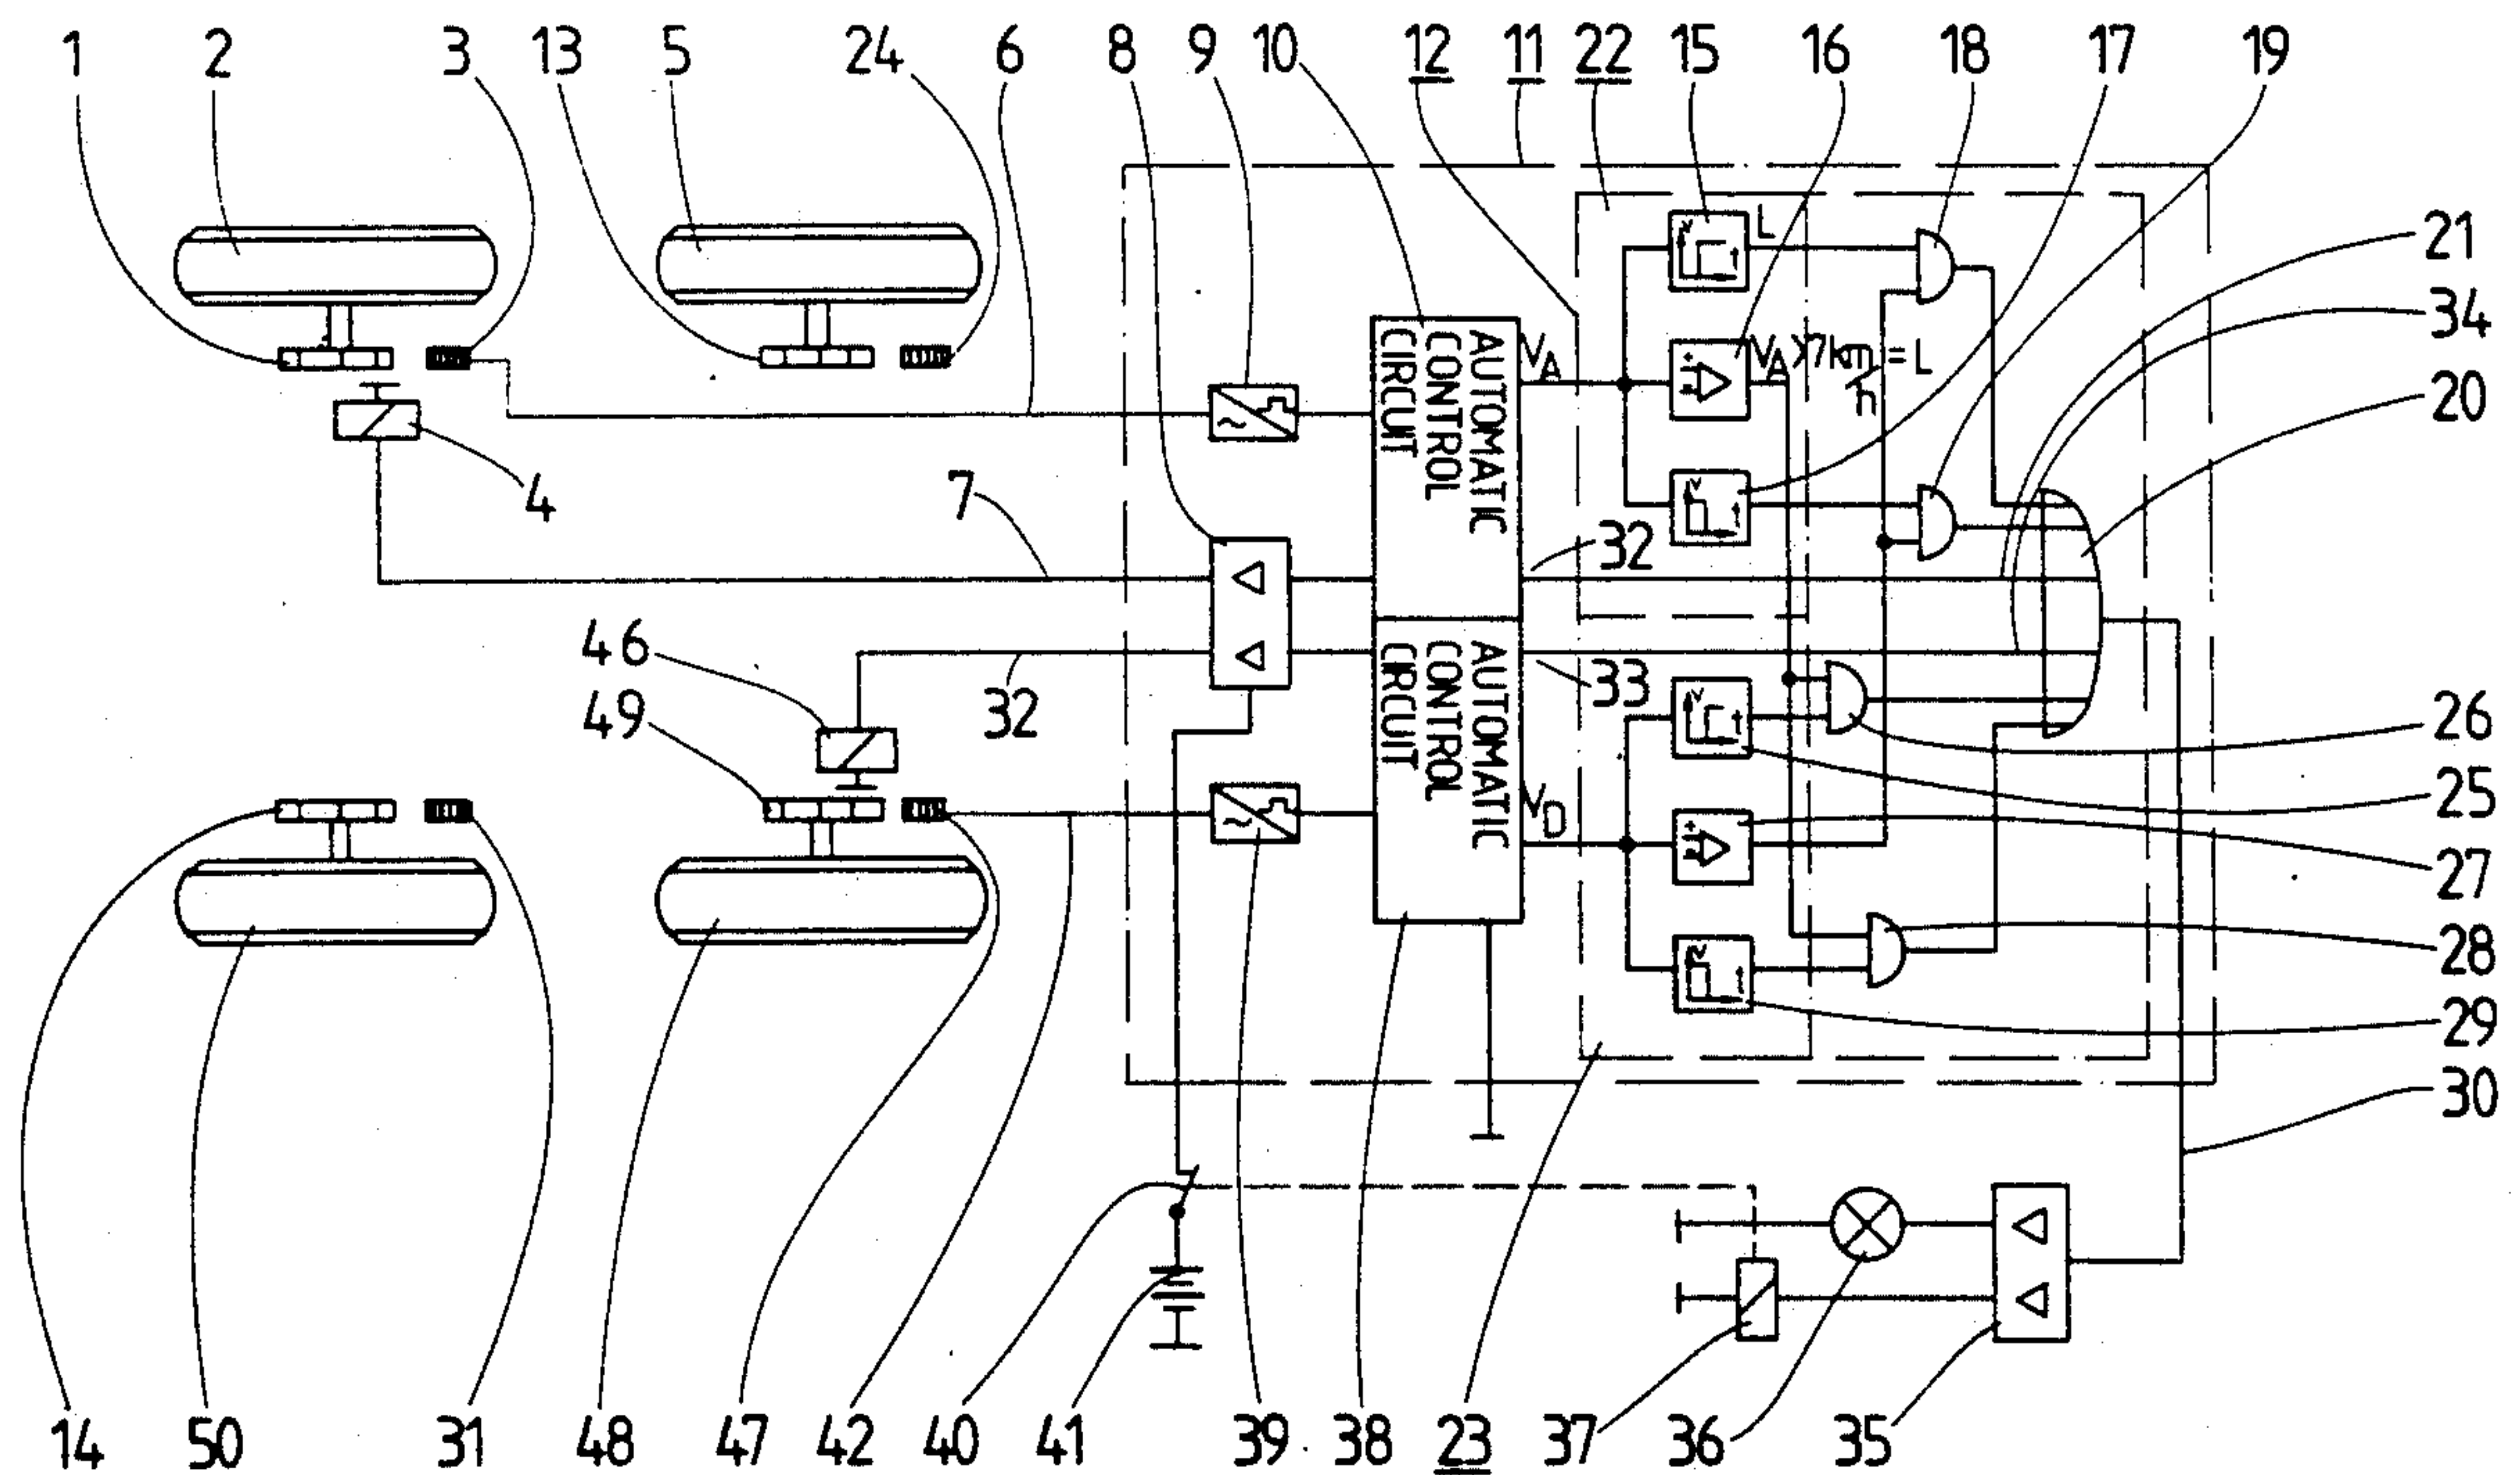 1 2 3 13 5 24 6 8 9 10 12 11 22 15 16 18 17 19
L
21
34
20
V_A
V_A >7km/h = L
AUTOMATIC
CONTROL
CIRCUIT
4
7
32
46
49
32
33
AUTOMATIC
CONTROL
CIRCUIT
V_D
26
25
27
28
29
30
14 50 31 48 47 42 40 41 39 38 23 37 36 35